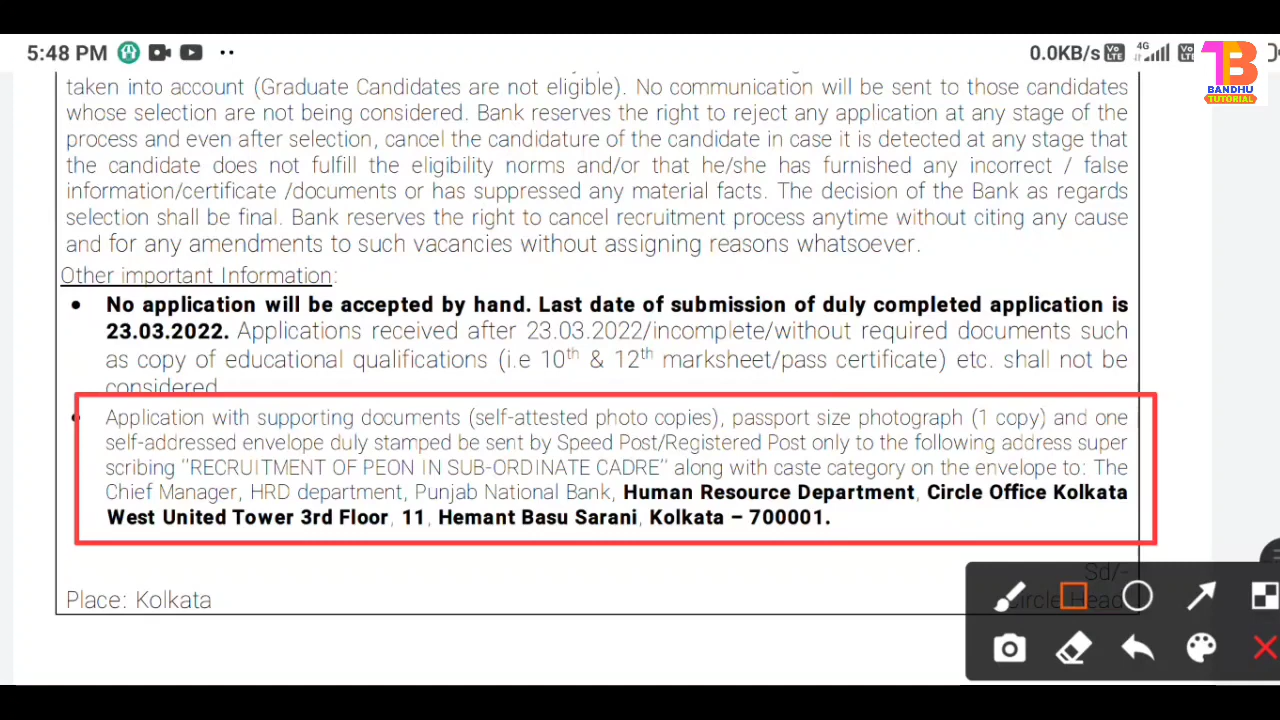 5:48 PM
0.0KB/s Vo LTE 4G Vo LTE
BANDHU
TUTORIAL
taken into account (Graduate Candidates are not eligible). No communication will be sent to those candidates
whose selection are not being considered. Bank reserves the right to reject any application at any stage of the
process and even after selection, cancel the candidature of the candidate in case it is detected at any stage that
the candidate does not fulfill the eligibility norms and/or that he/she has furnished any incorrect / false
information/certificate /documents or has suppressed any material facts. The decision of the Bank as regards
selection shall be final. Bank reserves the right to cancel recruitment process anytime without citing any cause
and for any amendments to such vacancies without assigning reasons whatsoever.
Other important Information:
• No application will be accepted by hand. Last date of submission of duly completed application is
23.03.2022. Applications received after 23.03.2022/incomplete/without required documents such
as copy of educational qualifications (i.e 10th & 12th marksheet/pass certificate) etc. shall not be
considered
• Application with supporting documents (self-attested photo copies), passport size photograph (1 copy) and one
self-addressed envelope duly stamped be sent by Speed Post/Registered Post only to the following address super
scribing "RECRUITMENT OF PEON IN SUB-ORDINATE CADRE" along with caste category on the envelope to: The
Chief Manager, HRD department, Punjab National Bank, Human Resource Department, Circle Office Kolkata
West United Tower 3rd Floor, 11, Hemant Basu Sarani, Kolkata – 700001.
Sd/-
Place: Kolkata
Circle Head